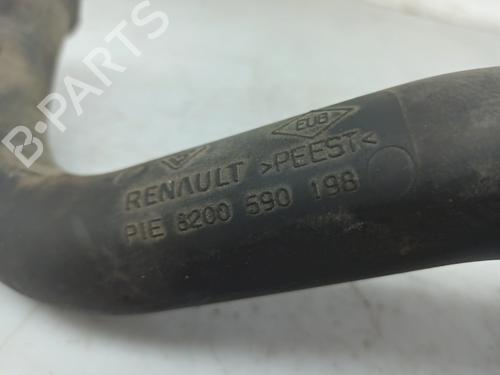 B-PARTS
EUB
RENAULT >PEEST<
PIE 8200 590 198